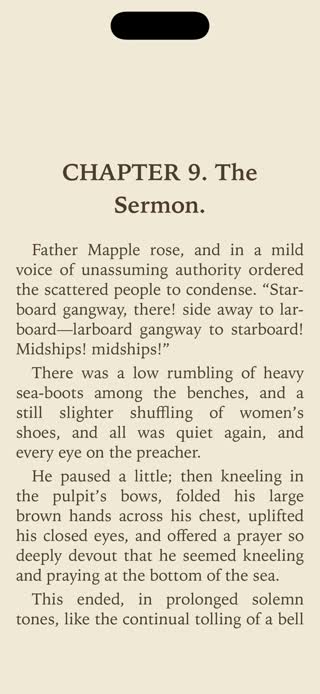 CHAPTER 9. The
Sermon.
Father Mapple rose, and in a mild
voice of unassuming authority ordered
the scattered people to condense. “Star-
board gangway, there! side away to lar-
board—larboard gangway to starboard!
Midships! midships!”
There was a low rumbling of heavy
sea-boots among the benches, and a
still slighter shuffling of women’s
shoes, and all was quiet again, and
every eye on the preacher.
He paused a little; then kneeling in
the pulpit’s bows, folded his large
brown hands across his chest, uplifted
his closed eyes, and offered a prayer so
deeply devout that he seemed kneeling
and praying at the bottom of the sea.
This ended, in prolonged solemn
tones, like the continual tolling of a bell